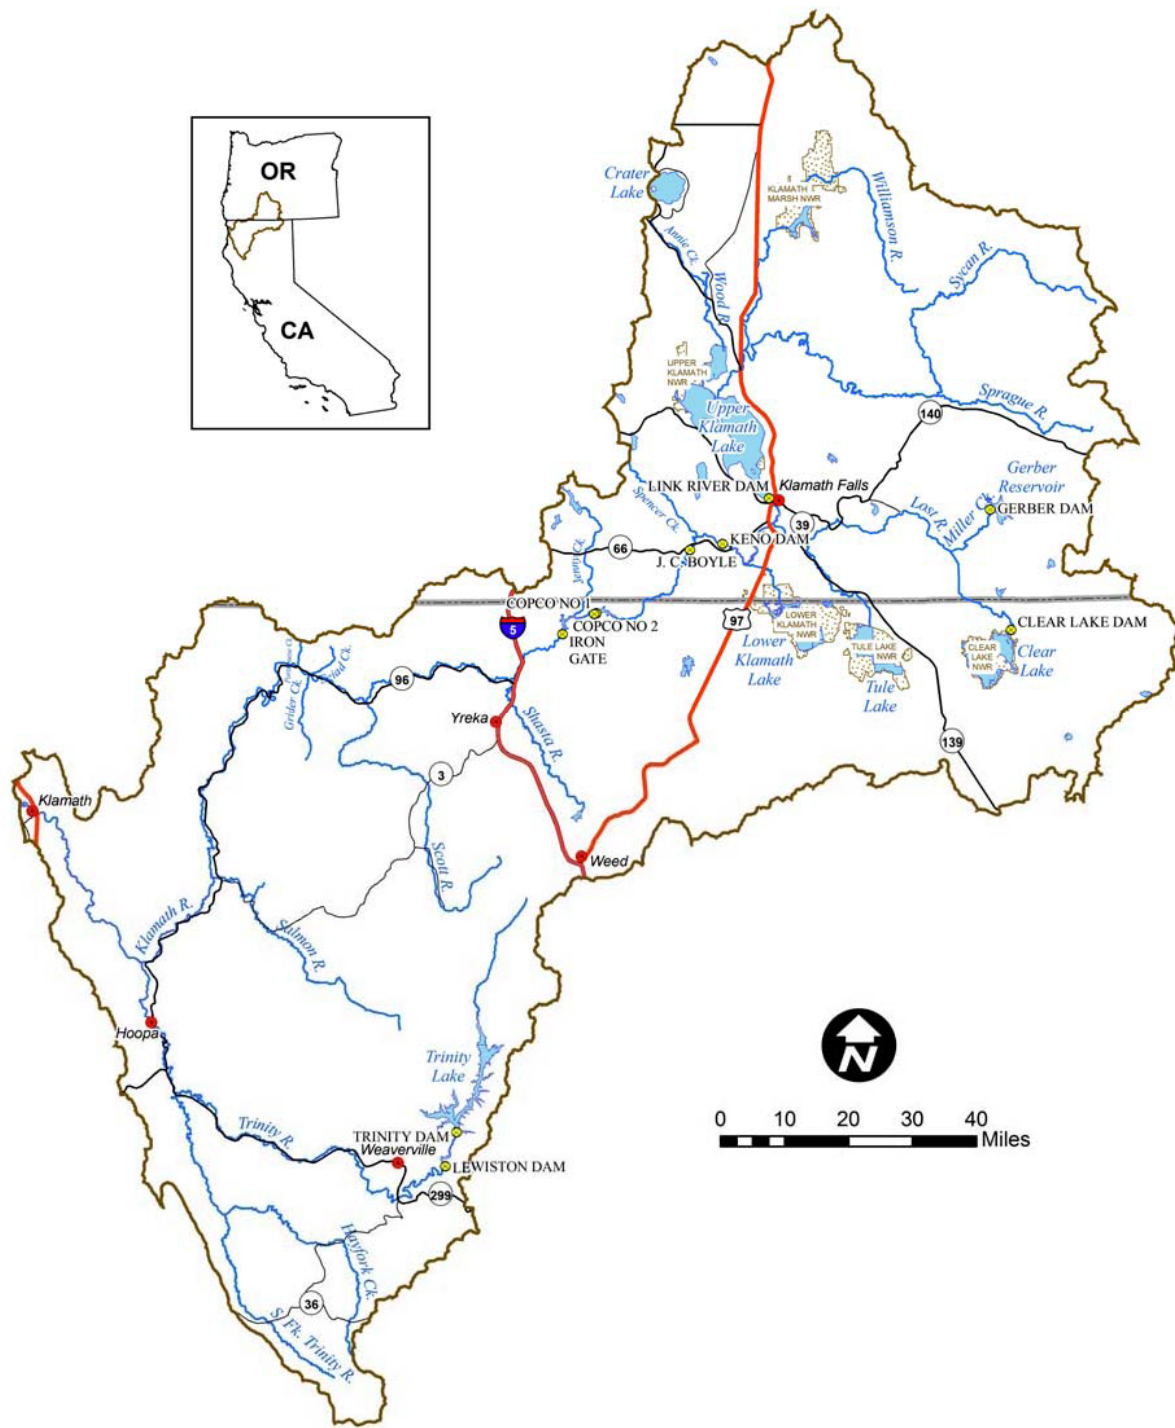 OR
CA
Crater
Lake
KLAMATH
MARSH NWR
Williamson R.
Annie Ck.
Wood R.
Sycan R.
UPPER
KLAMATH
NWR
Upper
Klamath
Lake
Sprague R.
140
LINK RIVER DAM
Klamath Falls
Gerber
Reservoir
Spencer Ck.
Lost R.
Miller Ck.
GERBER DAM
39
KENO DAM
66
J. C. BOYLE
Jenny Ck.
COPCO NO 1
COPCO NO 2
IRON
GATE
5
97
LOWER
KLAMATH
NWR
Lower
Klamath
Lake
TULE LAKE
NWR
Tule
Lake
CLEAR LAKE DAM
CLEAR
LAKE
NWR
Clear
Lake
Grider Ck.
96
Yreka
Shasta R.
139
3
Klamath
Weed
Scott R.
Klamath R.
Salmon R.
Hoopa
Trinity
Lake
Trinity R.
TRINITY DAM
Weaverville
LEWISTON DAM
299
Hayfork Ck.
36
S. Fk. Trinity R.
N
0 10 20 30 40
Miles